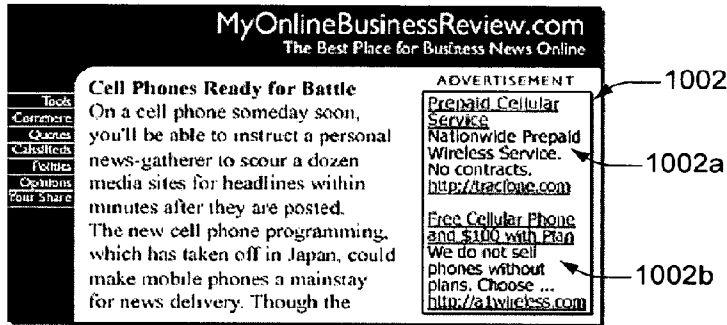 MyOnlineBusinessReview.com
The Best Place for Business News Online
Tools
Commerc
Quotes
Classifieds
Politics
Opinions
Your Share
Cell Phones Ready for Battle
On a cell phone someday soon,
you'll be able to instruct a personal
news-gatherer to scour a dozen
media sites for headlines within
minutes after they are posted.
The new cell phone programming,
which has taken off in Japan, could
make mobile phones a mainstay
for news delivery. Though the
ADVERTISEMENT
Prepaid Cellular
Service
Nationwide Prepaid
Wireless Service.
No contracts.
http://tracfone.com
Free Cellular Phone
and $100 with Plan
We do not sell
phones without
plans. Choose ...
http://a1wireless.com
1002
1002a
1002b